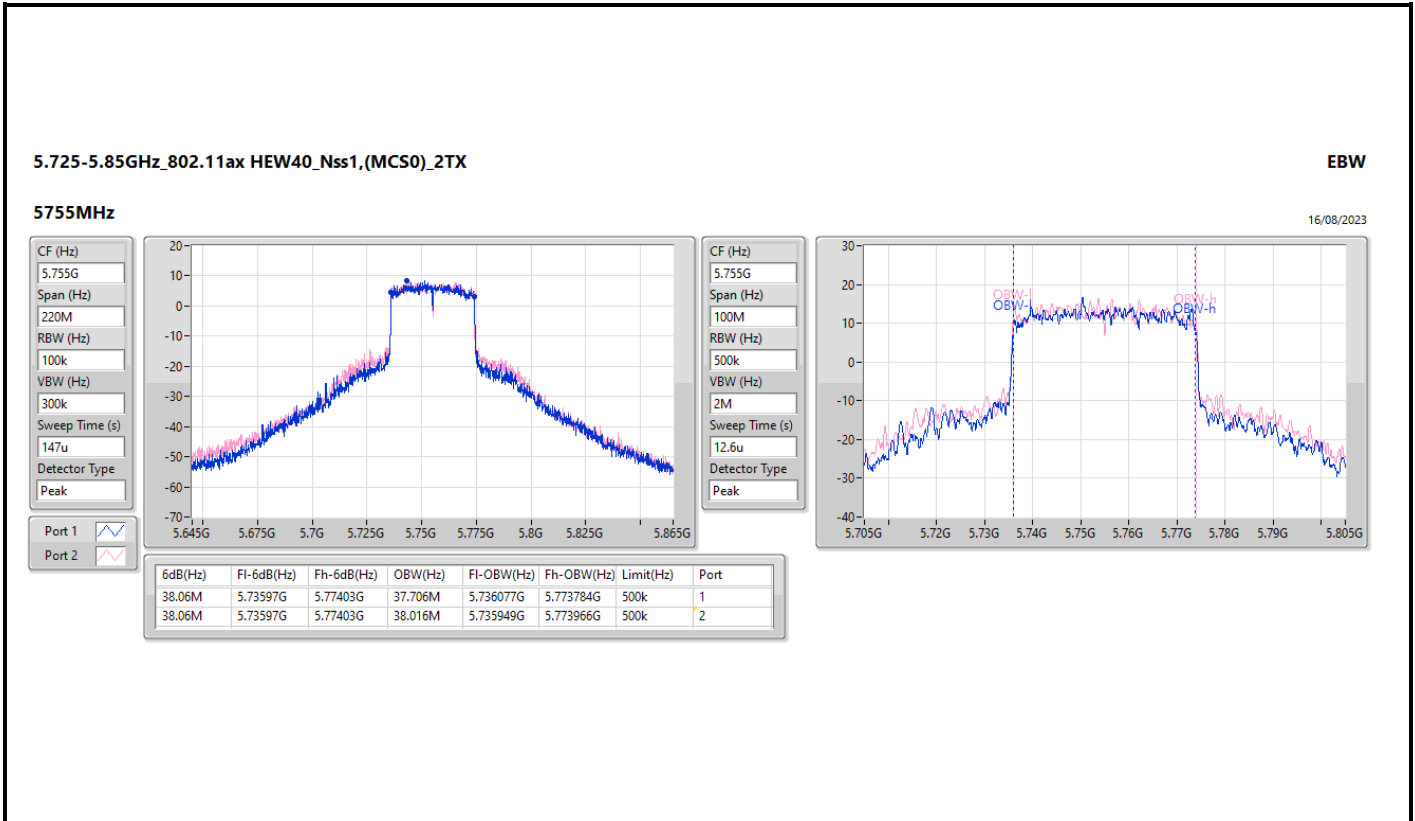 5.725-5.85GHz_802.11ax HEW40_Nss1,(MCS0)_2TX
EBW
5755MHz
16/08/2023
CF (Hz)
5.755G
Span (Hz)
220M
RBW (Hz)
100k
VBW (Hz)
300k
Sweep Time (s)
147u
Detector Type
Peak
Port 1
Port 2
20
10
0
-10
-20
-30
-40
-50
-60
-70
5.645G 5.675G 5.7G 5.725G 5.75G 5.775G 5.8G 5.825G 5.865G
CF (Hz)
5.755G
Span (Hz)
100M
RBW (Hz)
500k
VBW (Hz)
2M
Sweep Time (s)
12.6u
Detector Type
Peak
30
20
10
0
-10
-20
-30
-40
OBW-l OBW-h
OBW-l OBW-h
5.705G 5.72G 5.73G 5.74G 5.75G 5.76G 5.77G 5.78G 5.79G 5.805G
6dB(Hz) Fl-6dB(Hz) Fh-6dB(Hz) OBW(Hz) Fl-OBW(Hz) Fh-OBW(Hz) Limit(Hz) Port
38.06M 5.73597G 5.77403G 37.706M 5.736077G 5.773784G 500k 1
38.06M 5.73597G 5.77403G 38.016M 5.735949G 5.773966G 500k 2